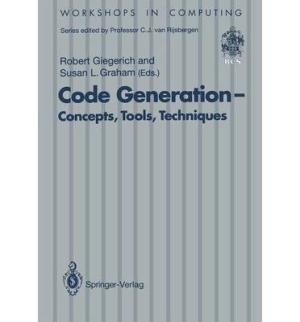 WORKSHOPS IN COMPUTING
Series edited by Professor C.J. van Rijsbergen
Robert Giegerich and
Susan L. Graham (Eds.)
BCS
Code Generation–
Concepts, Tools, Techniques
Springer-Verlag